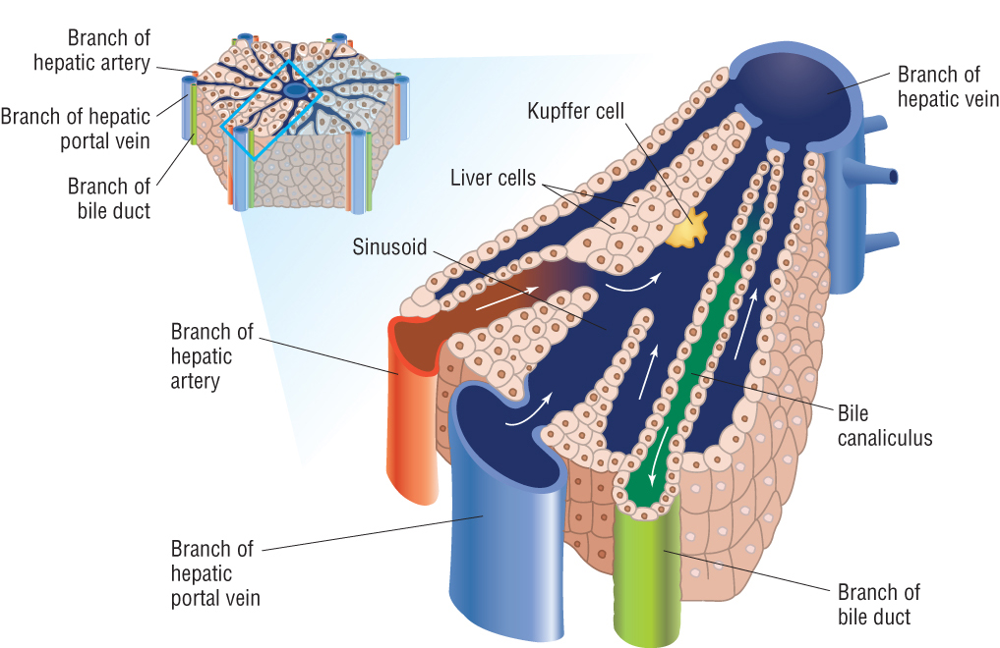 Branch of
hepatic artery
Branch of hepatic
portal vein
Branch of
bile duct
Kupffer cell
Liver cells
Sinusoid
Branch of
hepatic vein
Branch of
hepatic
artery
Bile
canaliculus
Branch of
hepatic
portal vein
Branch of
bile duct